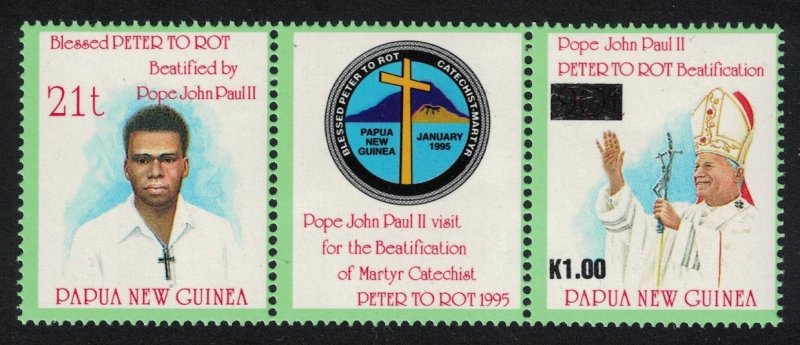 Blessed PETER TO ROT
Beatified by
Pope John Paul II
21t
PAPUA NEW GUINEA
BLESSED PETER TO ROT CATECHIST-MARTYR
PAPUA NEW GUINEA
JANUARY 1995
Pope John Paul II visit
for the Beatification
of Martyr Catechist
PETER TO ROT 1995
Pope John Paul II
PETER TO ROT Beatification
K1.00
PAPUA NEW GUINEA